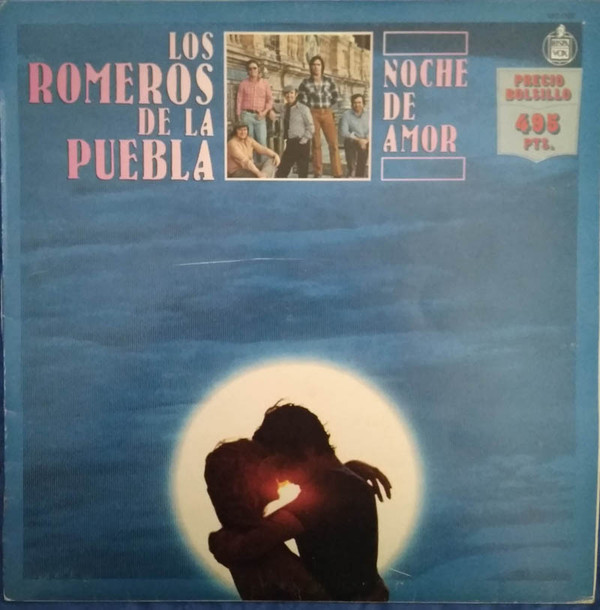 LOS
ROMEROS
DE LA
PUEBLA
NOCHE
DE
AMOR
PRECIO
BOLSILLO
495
PTS.